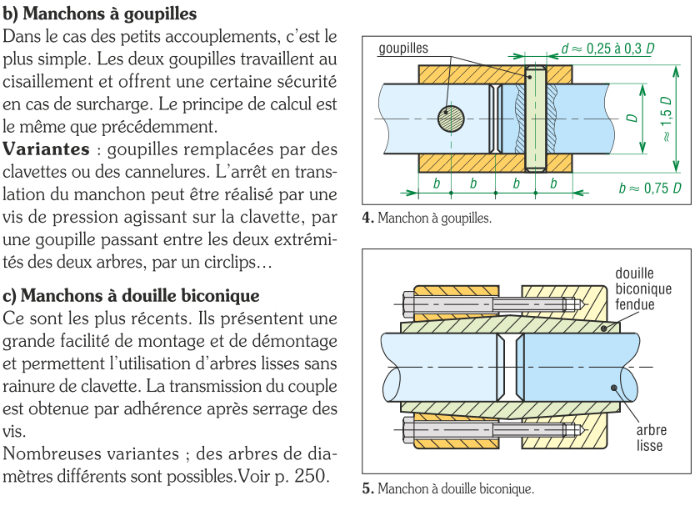 b) Manchons à goupilles
Dans le cas des petits accouplements, c'est le
plus simple. Les deux goupilles travaillent au
cisaillement et offrent une certaine sécurité
en cas de surcharge. Le principe de calcul est
le même que précédemment.
Variantes : goupilles remplacées par des
clavettes ou des cannelures. L'arrêt en trans-
lation du manchon peut être réalisé par une
vis de pression agissant sur la clavette, par
une goupille passant entre les deux extrémi-
tés des deux arbres, par un circlips…
c) Manchons à douille biconique
Ce sont les plus récents. Ils présentent une
grande facilité de montage et de démontage
et permettent l'utilisation d'arbres lisses sans
rainure de clavette. La transmission du couple
est obtenue par adhérence après serrage des
vis.
Nombreuses variantes ; des arbres de dia-
mètres différents sont possibles.Voir p. 250.
goupilles
d ≈ 0,25 à 0,3 D
D
≈ 1,5 D
b
b
b
b
b ≈ 0,75 D
4. Manchon à goupilles.
douille
biconique
fendue
arbre
lisse
5. Manchon à douille biconique.